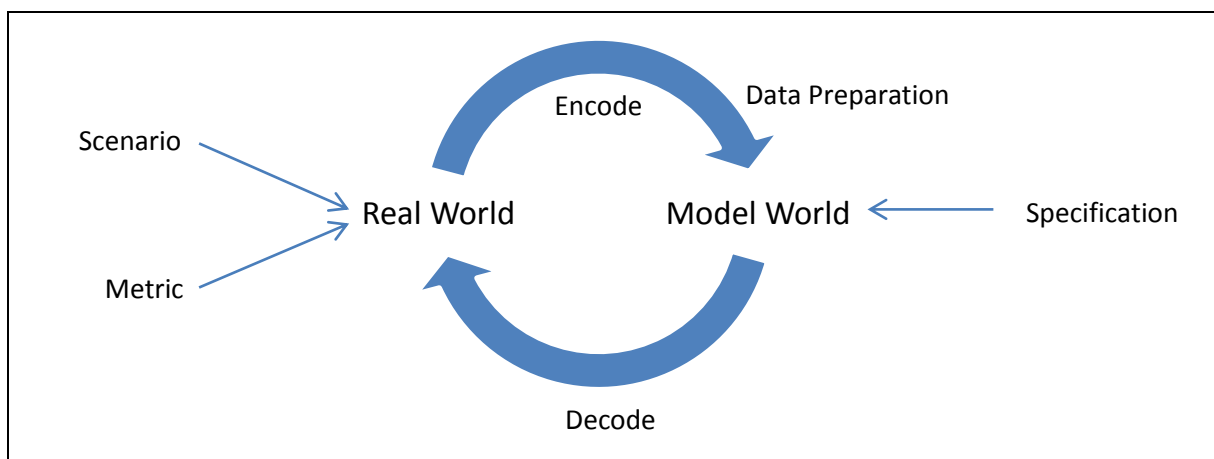 Encode
Data Preparation
Scenario
Real World
Model World
Specification
Metric
Decode